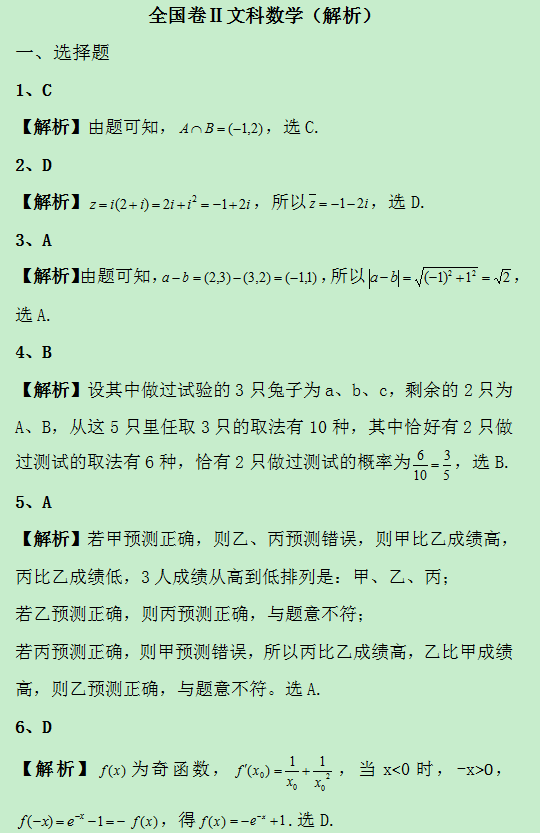 全国卷Ⅱ文科数学（解析）
一、选择题
1、C
【解析】由题可知，A∩B=(−1,2)，选C.
2、D
【解析】z=i(2+i)=2i+i²=−1+2i，所以z̅=−1−2i，选D.
3、A
【解析】由题可知，a−b=(2,3)−(3,2)=(−1,1)，所以|a−b|=√((−1)²+1²)=√2，
选A.
4、B
【解析】设其中做过试验的3只兔子为a、b、c，剩余的2只为
A、B，从这5只里任取3只的取法有10种，其中恰好有2只做
过测试的取法有6种，恰有2只做过测试的概率为6/10=3/5，选B.
5、A
【解析】若甲预测正确，则乙、丙预测错误，则甲比乙成绩高，
丙比乙成绩低，3人成绩从高到低排列是：甲、乙、丙；
若乙预测正确，则丙预测正确，与题意不符；
若丙预测正确，则甲预测错误，所以丙比乙成绩高，乙比甲成绩
高，则乙预测正确，与题意不符。选A.
6、D
【解析】f(x)为奇函数，f′(x₀)=1/x₀+1/x₀²，当x<0时，-x>0，
f(−x)=e⁻ˣ−1=−f(x)，得f(x)=−e⁻ˣ+1.选D.